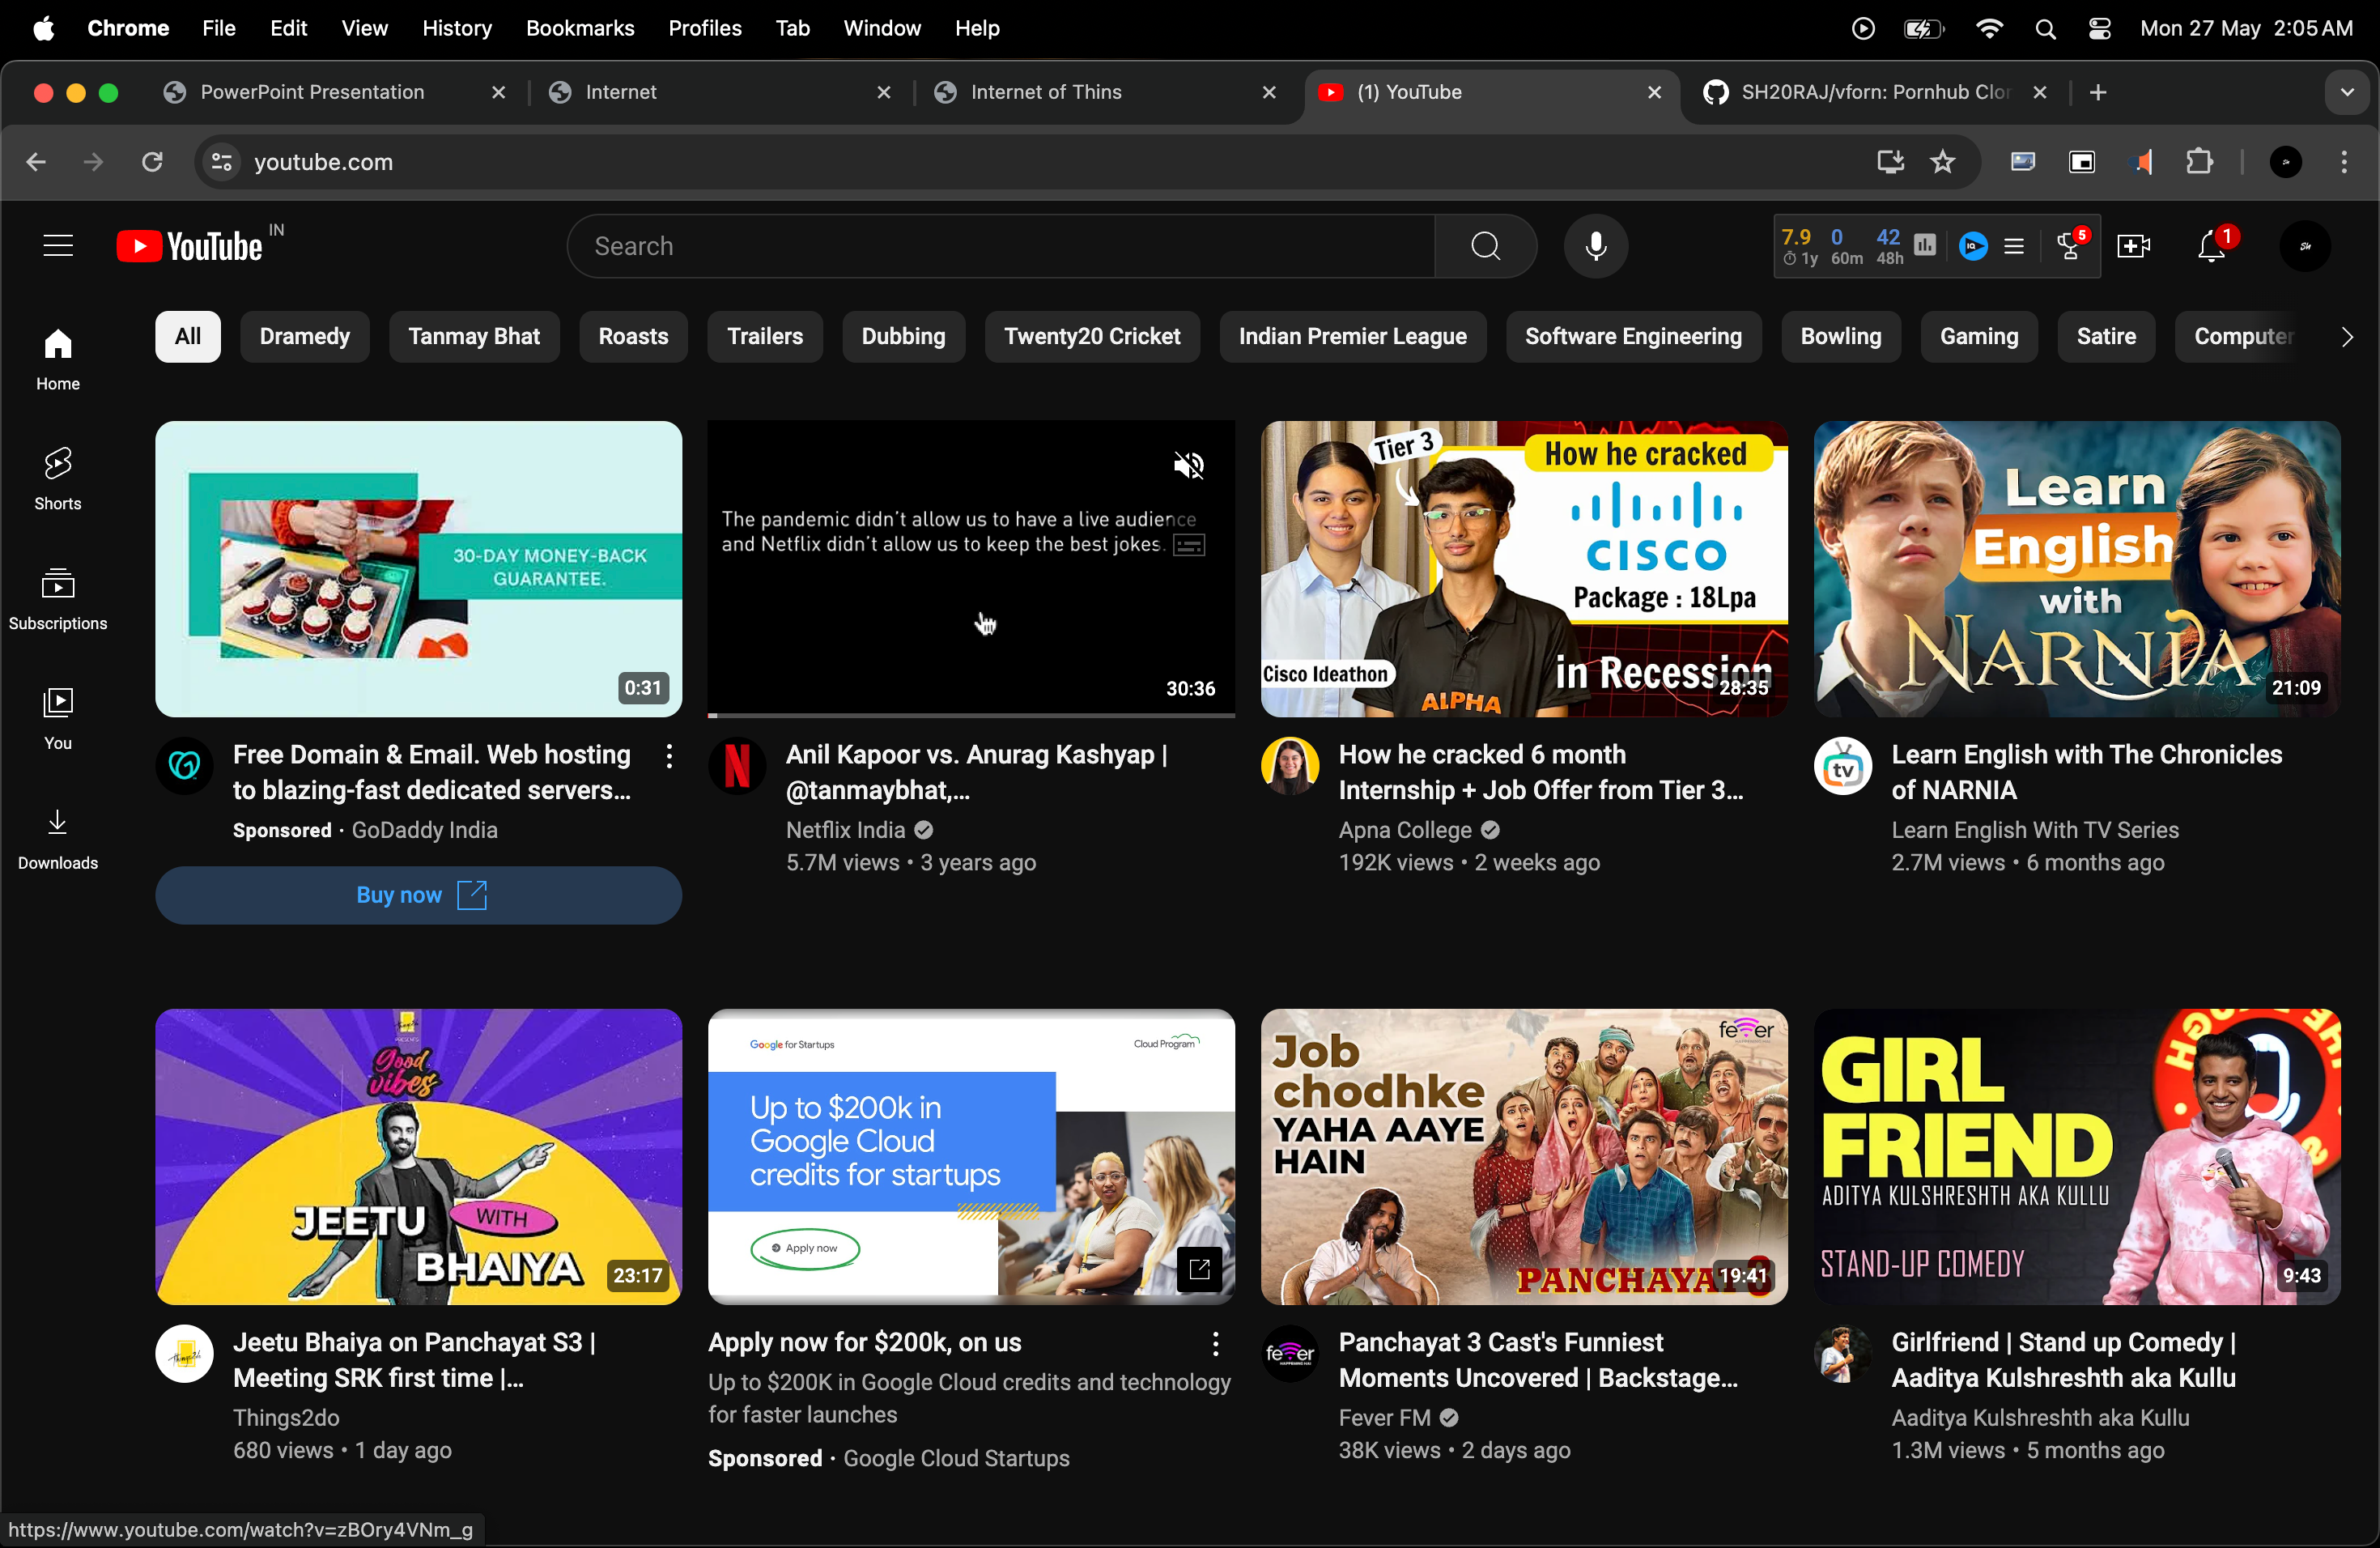 Chrome File Edit View History Bookmarks Profiles Tab Window Help Mon 27 May 2:05 AM
PowerPoint Presentation Internet Internet of Thins (1) YouTube SH20RAJ/vforn: Pornhub Clor
youtube.com
YouTube IN
Search
7.9 0 42
1y 60m 48h
5
1
All Dramedy Tanmay Bhat Roasts Trailers Dubbing Twenty20 Cricket Indian Premier League Software Engineering Bowling Gaming Satire Computer
Home
Shorts
Subscriptions
You
Downloads
30-DAY MONEY-BACK
GUARANTEE.
0:31
Free Domain & Email. Web hosting
to blazing-fast dedicated servers...
Sponsored · GoDaddy India
Buy now
The pandemic didn't allow us to have a live audience
and Netflix didn't allow us to keep the best jokes.
30:36
Anil Kapoor vs. Anurag Kashyap |
@tanmaybhat,...
Netflix India
5.7M views • 3 years ago
Tier 3
How he cracked
CISCO
Package : 18Lpa
Cisco Ideathon
in Recession
ALPHA
28:35
How he cracked 6 month
Internship + Job Offer from Tier 3...
Apna College
192K views • 2 weeks ago
Learn
English
with
NARNIA
21:09
tv
Learn English with The Chronicles
of NARNIA
Learn English With TV Series
2.7M views • 6 months ago
Good
vibes
JEETU WITH
BHAIYA
23:17
Jeetu Bhaiya on Panchayat S3 |
Meeting SRK first time |...
Things2do
680 views • 1 day ago
Google for Startups
Cloud Program
Up to $200k in
Google Cloud
credits for startups
Apply now
Apply now for $200k, on us
Up to $200K in Google Cloud credits and technology
for faster launches
Sponsored · Google Cloud Startups
fever
Job
chodhke
YAHA AAYE
HAIN
PANCHAYAT 3
19:41
fever
Panchayat 3 Cast's Funniest
Moments Uncovered | Backstage...
Fever FM
38K views • 2 days ago
GIRL
FRIEND
ADITYA KULSHRESHTH AKA KULLU
STAND-UP COMEDY
9:43
Girlfriend | Stand up Comedy |
Aaditya Kulshreshth aka Kullu
Aaditya Kulshreshth aka Kullu
1.3M views • 5 months ago
https://www.youtube.com/watch?v=zBOry4VNm_g